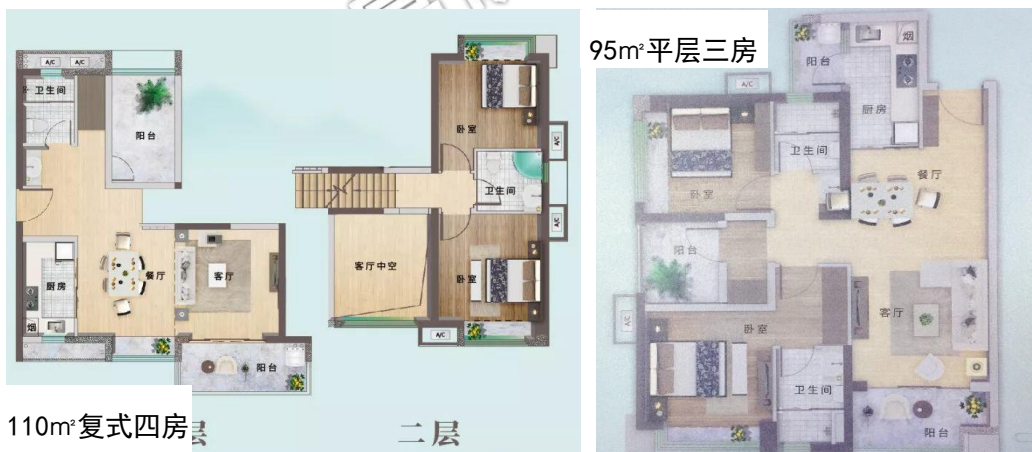 95㎡平层三房
A/C
A/C
卫生间
阳台
卧室
A/C
卫生间
A/C
客厅中空
卧室
厨房
餐厅
客厅
烟
阳台
A/C
110㎡复式四房
层
二层
阳台
烟
A/C
厨房
卫生间
餐厅
卧室
阳台
A/C
客厅
卧室
卫生间
阳台